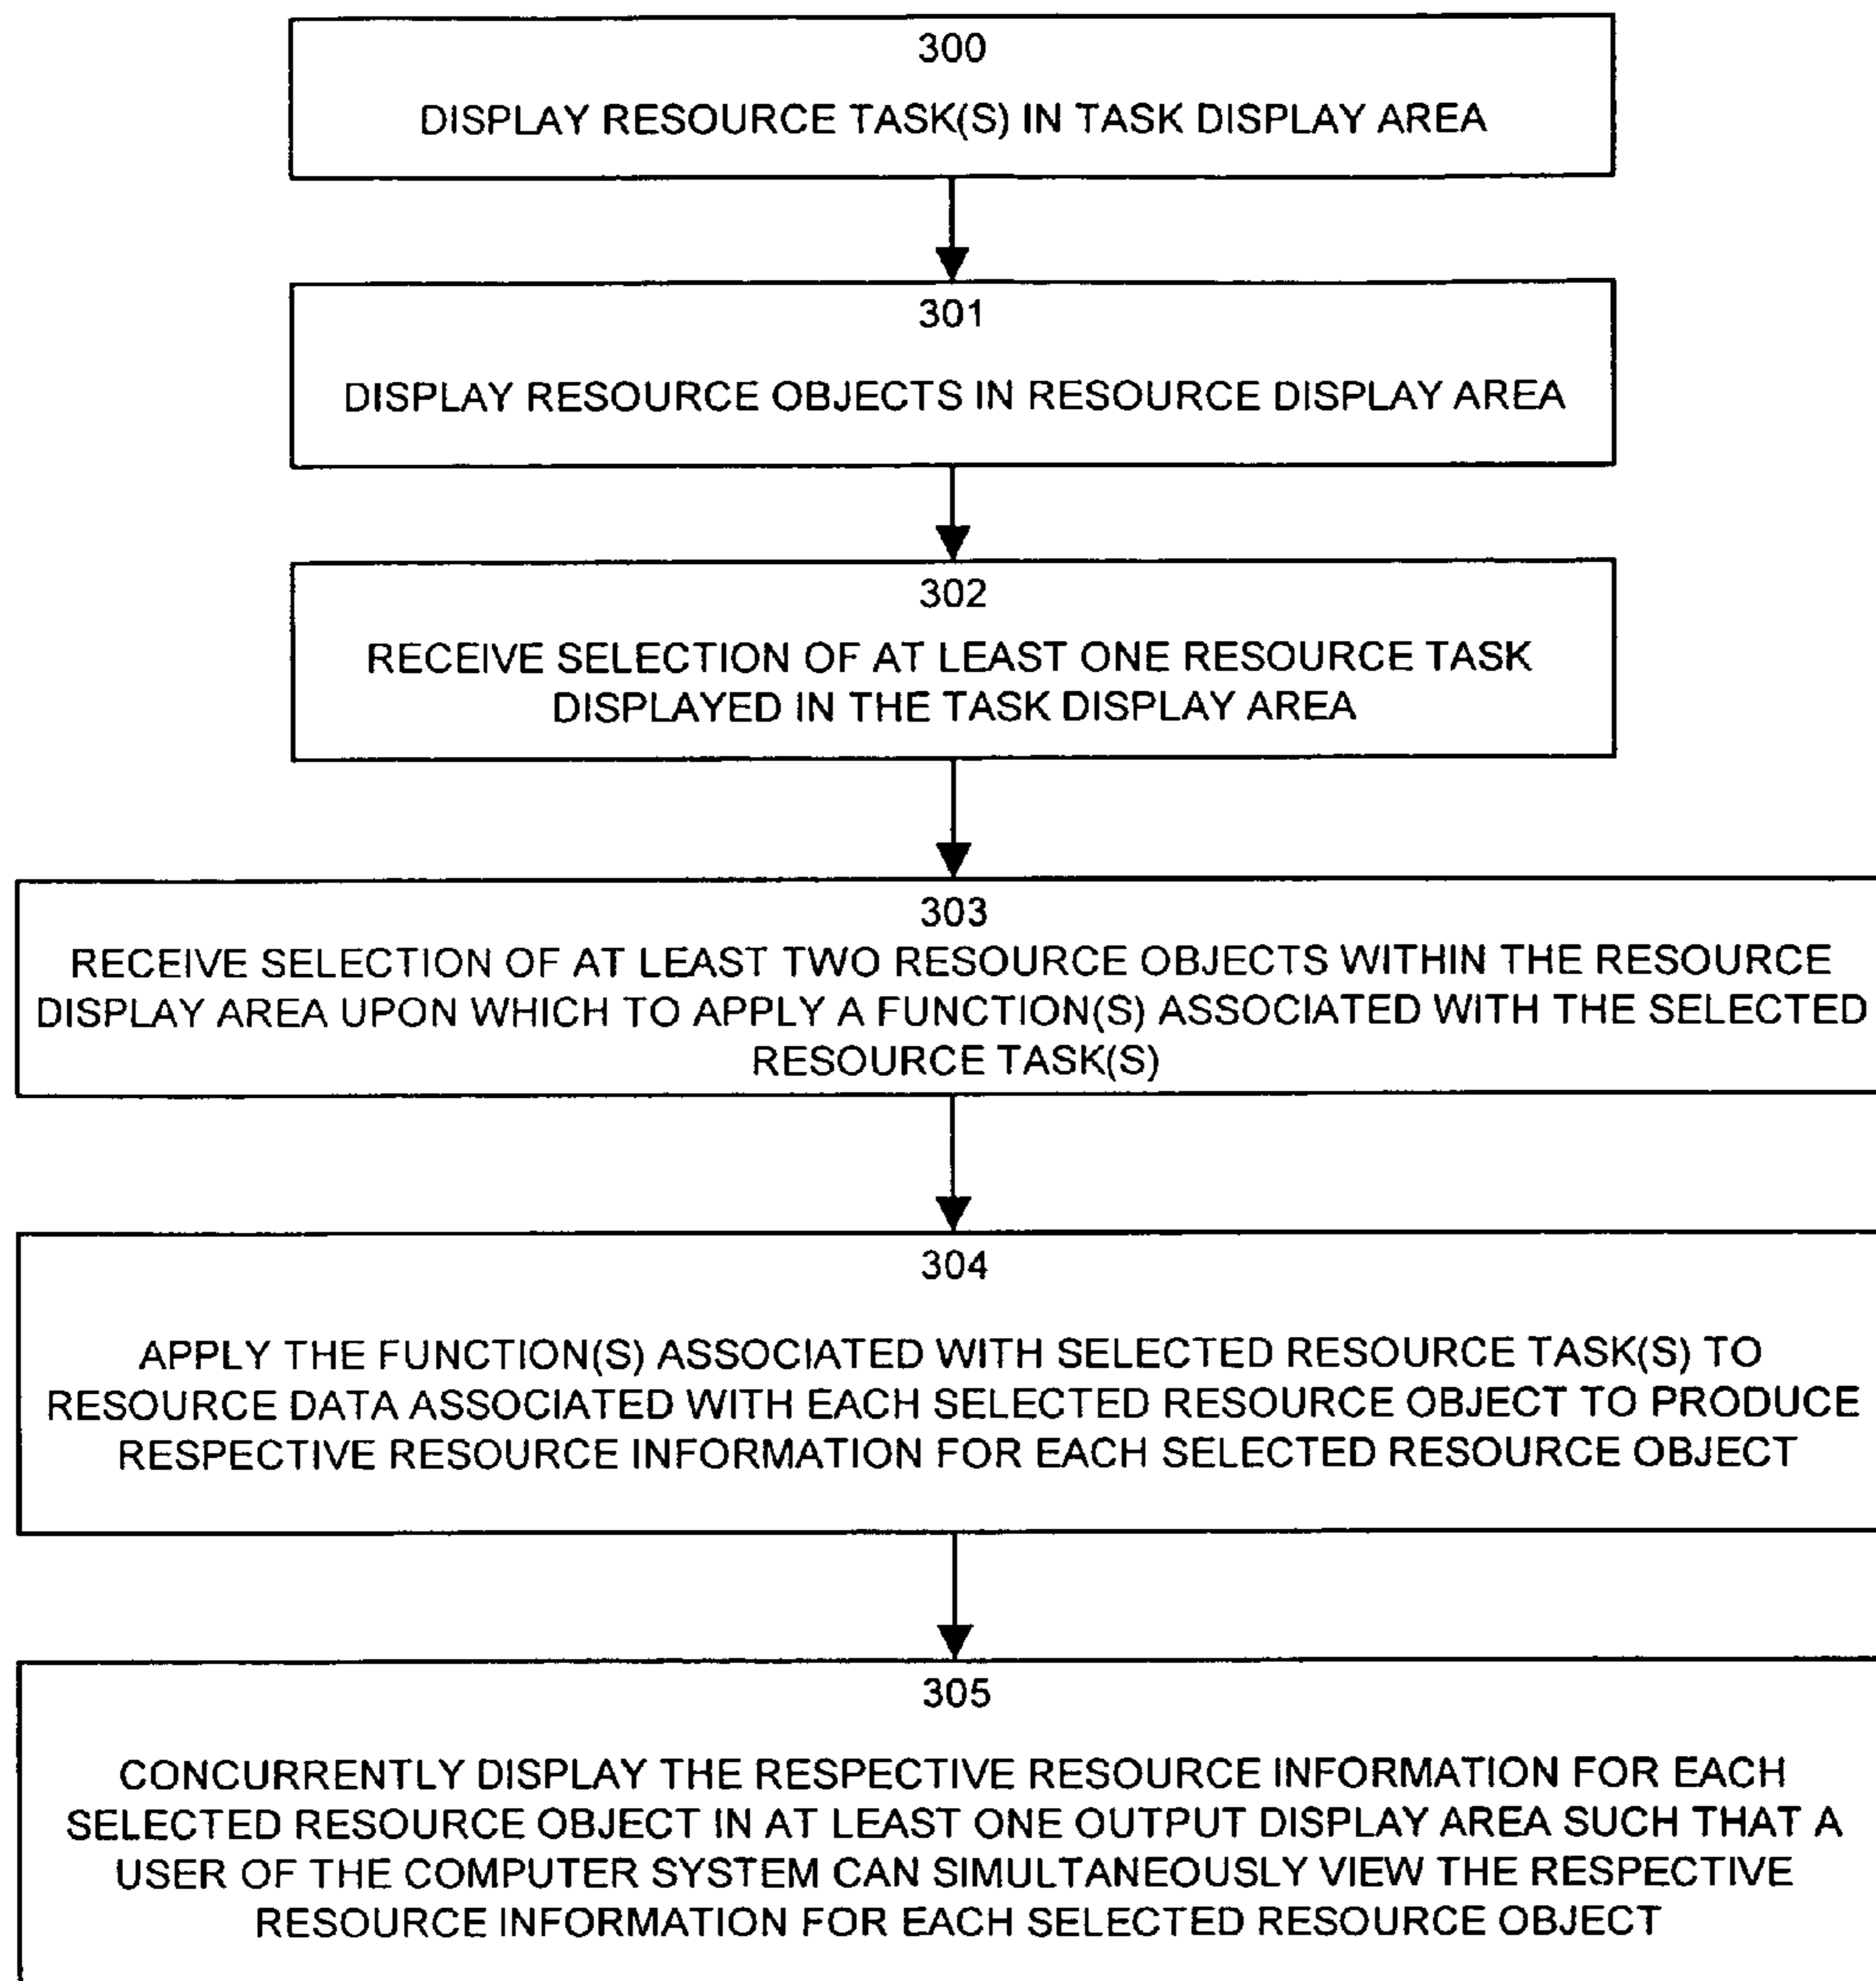 300
DISPLAY RESOURCE TASK(S) IN TASK DISPLAY AREA
301
DISPLAY RESOURCE OBJECTS IN RESOURCE DISPLAY AREA
302
RECEIVE SELECTION OF AT LEAST ONE RESOURCE TASK
DISPLAYED IN THE TASK DISPLAY AREA
303
RECEIVE SELECTION OF AT LEAST TWO RESOURCE OBJECTS WITHIN THE RESOURCE
DISPLAY AREA UPON WHICH TO APPLY A FUNCTION(S) ASSOCIATED WITH THE SELECTED
RESOURCE TASK(S)
304
APPLY THE FUNCTION(S) ASSOCIATED WITH SELECTED RESOURCE TASK(S) TO
RESOURCE DATA ASSOCIATED WITH EACH SELECTED RESOURCE OBJECT TO PRODUCE
RESPECTIVE RESOURCE INFORMATION FOR EACH SELECTED RESOURCE OBJECT
305
CONCURRENTLY DISPLAY THE RESPECTIVE RESOURCE INFORMATION FOR EACH
SELECTED RESOURCE OBJECT IN AT LEAST ONE OUTPUT DISPLAY AREA SUCH THAT A
USER OF THE COMPUTER SYSTEM CAN SIMULTANEOUSLY VIEW THE RESPECTIVE
RESOURCE INFORMATION FOR EACH SELECTED RESOURCE OBJECT